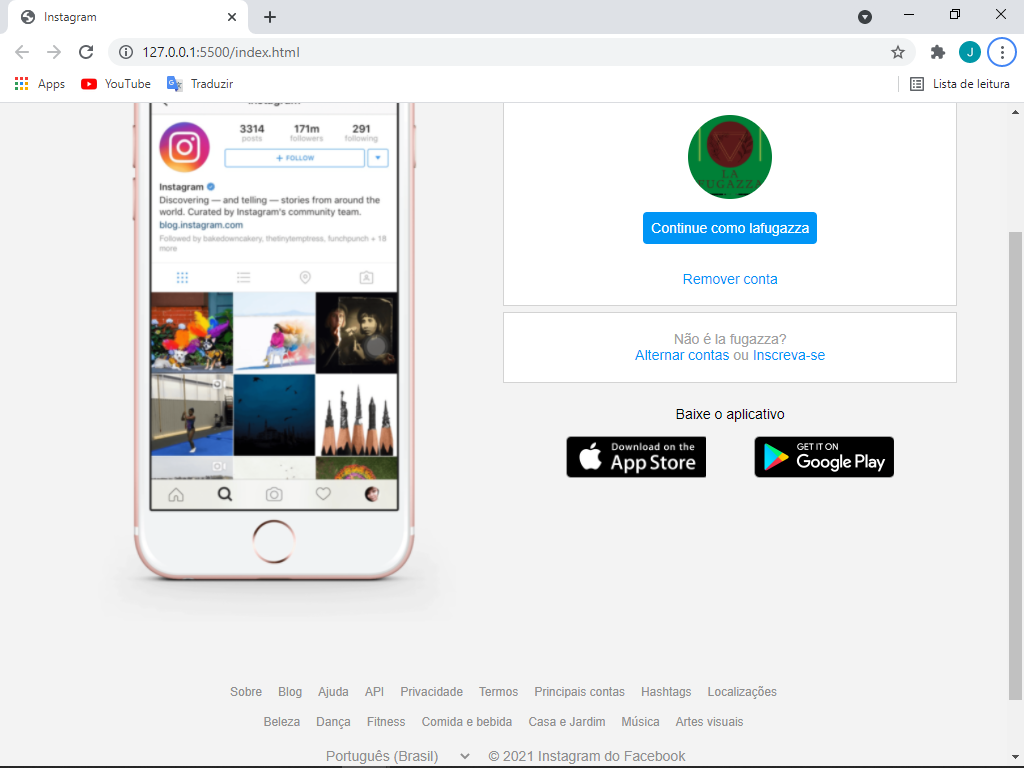 Instagram
127.0.0.1:5500/index.html
J
Apps YouTube Traduzir Lista de leitura
3314 171m 291
posts followers following
+ FOLLOW
Instagram
Discovering — and telling — stories from around the
world. Curated by Instagram's community team.
blog.instagram.com
Followed by bakedowncakery, thetinytemptress, funchpunch + 18
more
LA
FUGAZZA
Continue como lafugazza
Remover conta
Não é la fugazza?
Alternar contas ou Inscreva-se
Baixe o aplicativo
Download on the
App Store
GET IT ON
Google Play
Sobre Blog Ajuda API Privacidade Termos Principais contas Hashtags Localizações
Beleza Dança Fitness Comida e bebida Casa e Jardim Música Artes visuais
Português (Brasil) © 2021 Instagram do Facebook